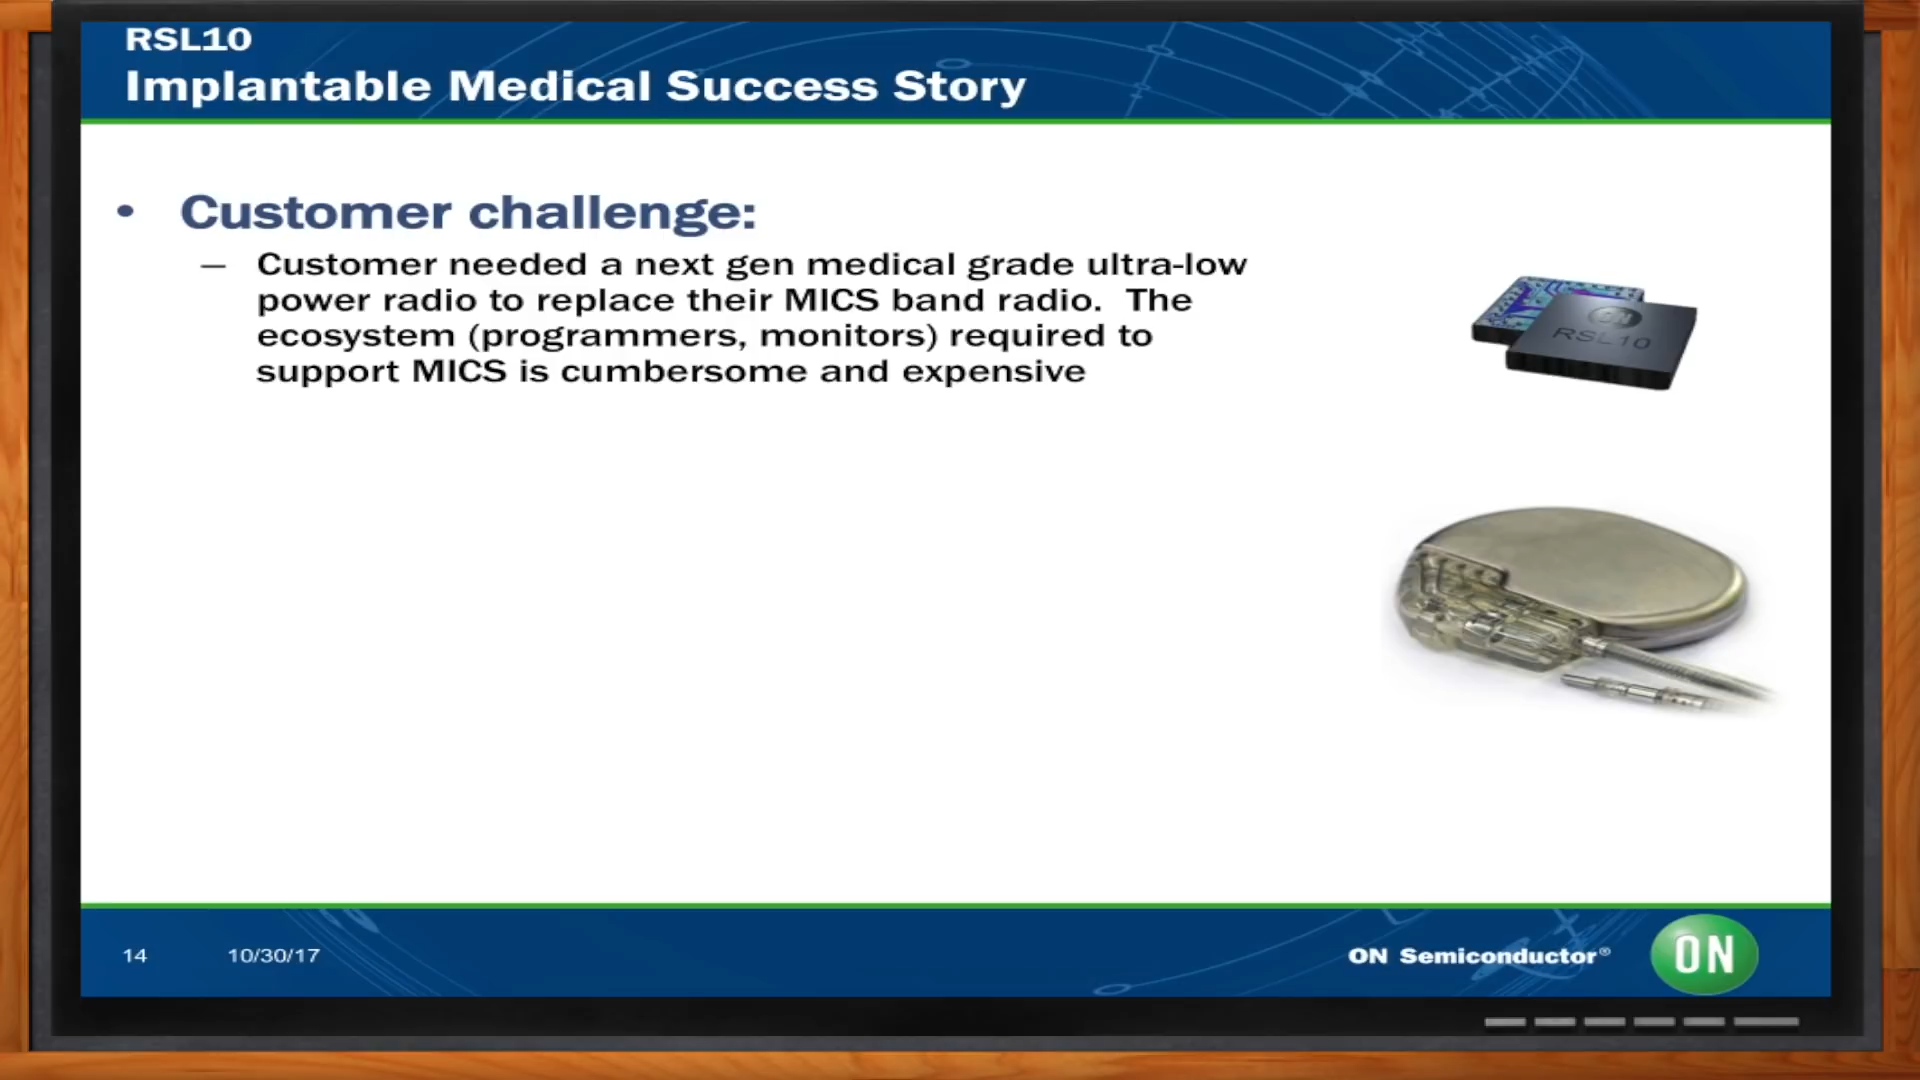 RSL10
Implantable Medical Success Story
• Customer challenge:
— Customer needed a next gen medical grade ultra-low
power radio to replace their MICS band radio.  The
ecosystem (programmers, monitors) required to
support MICS is cumbersome and expensive
ON
RSL10
14 10/30/17 ON Semiconductor® ON